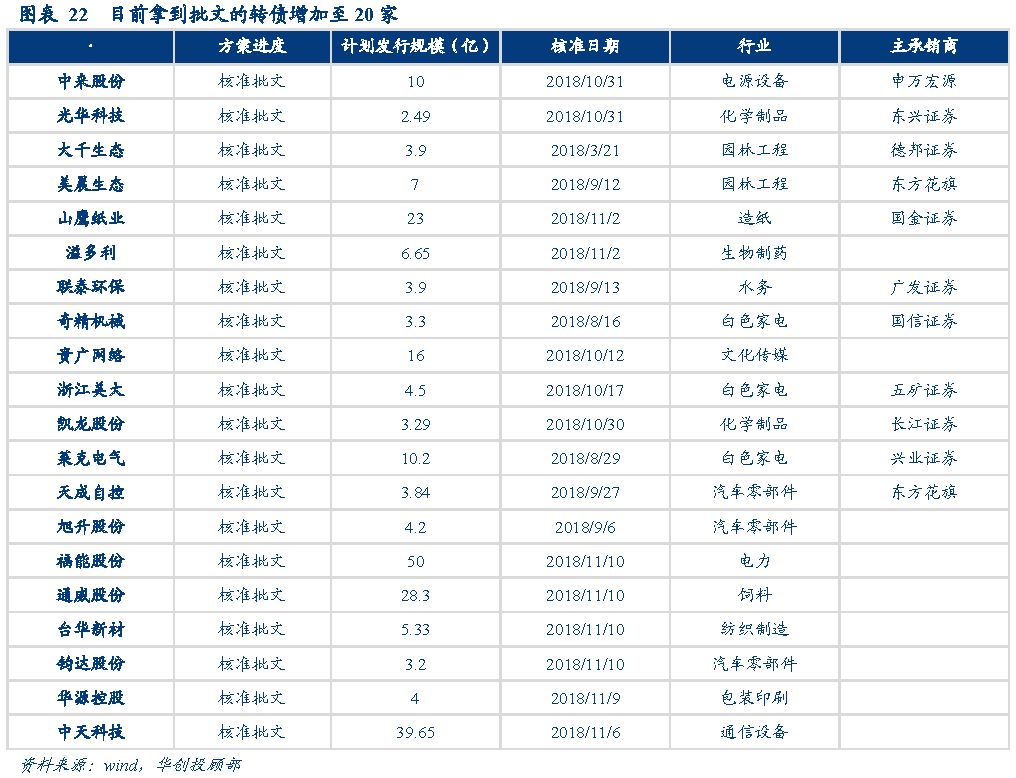 图表 22 目前拿到批文的转债增加至 20 家
· 方案进度 计划发行规模（亿） 核准日期 行业 主承销商
中来股份 核准批文 10 2018/10/31 电源设备 申万宏源
光华科技 核准批文 2.49 2018/10/31 化学制品 东兴证券
大千生态 核准批文 3.9 2018/3/21 园林工程 德邦证券
美晨生态 核准批文 7 2018/9/12 园林工程 东方花旗
山鹰纸业 核准批文 23 2018/11/2 造纸 国金证券
溢多利 核准批文 6.65 2018/11/2 生物制药
联泰环保 核准批文 3.9 2018/9/13 水务 广发证券
奇精机械 核准批文 3.3 2018/8/16 白色家电 国信证券
贵广网络 核准批文 16 2018/10/12 文化传媒
浙江美大 核准批文 4.5 2018/10/17 白色家电 五矿证券
凯龙股份 核准批文 3.29 2018/10/30 化学制品 长江证券
莱克电气 核准批文 10.2 2018/8/29 白色家电 兴业证券
天成自控 核准批文 3.84 2018/9/27 汽车零部件 东方花旗
旭升股份 核准批文 4.2 2018/9/6 汽车零部件
福能股份 核准批文 50 2018/11/10 电力
通威股份 核准批文 28.3 2018/11/10 饲料
台华新材 核准批文 5.33 2018/11/10 纺织制造
钧达股份 核准批文 3.2 2018/11/10 汽车零部件
华源控股 核准批文 4 2018/11/9 包装印刷
中天科技 核准批文 39.65 2018/11/6 通信设备
资料来源：wind，华创投顾部